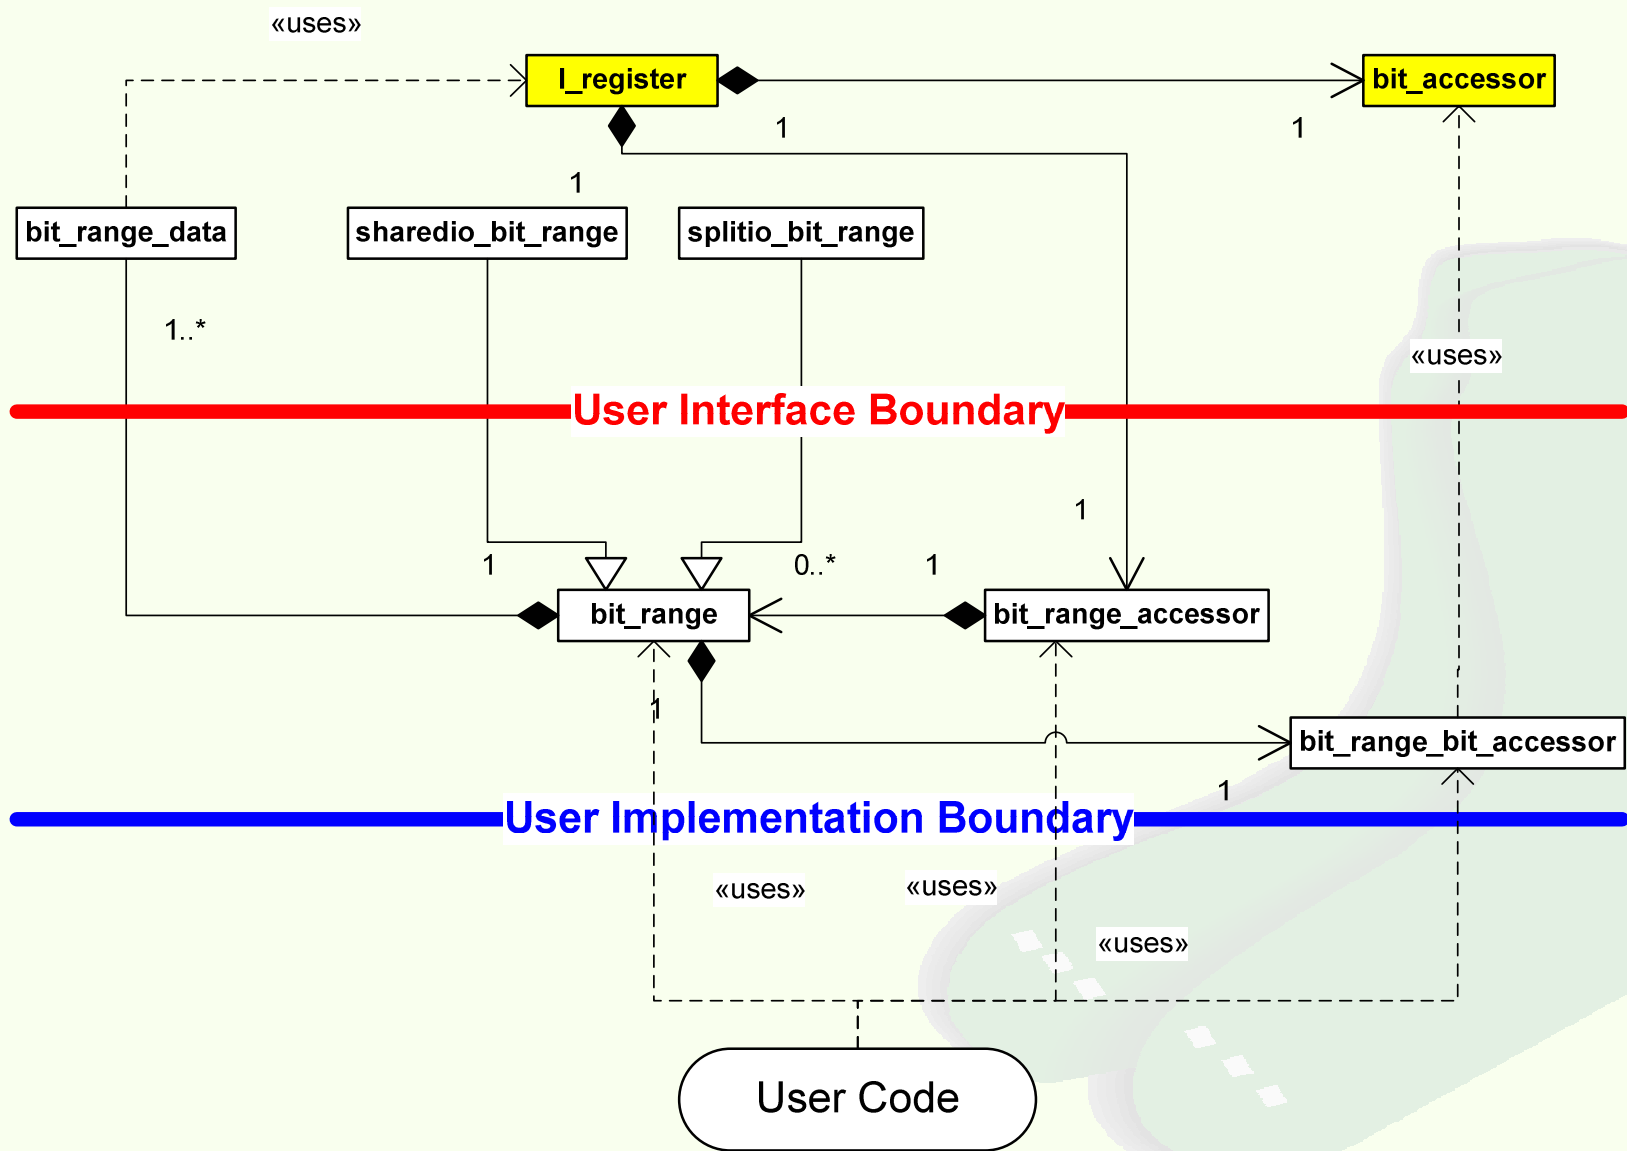 «uses»
I_register
bit_accessor
1
1
1
bit_range_data
sharedio_bit_range
splitio_bit_range
1..*
«uses»
User Interface Boundary
1
1
0..*
1
bit_range
bit_range_accessor
1
bit_range_bit_accessor
1
User Implementation Boundary
«uses»
«uses»
«uses»
User Code